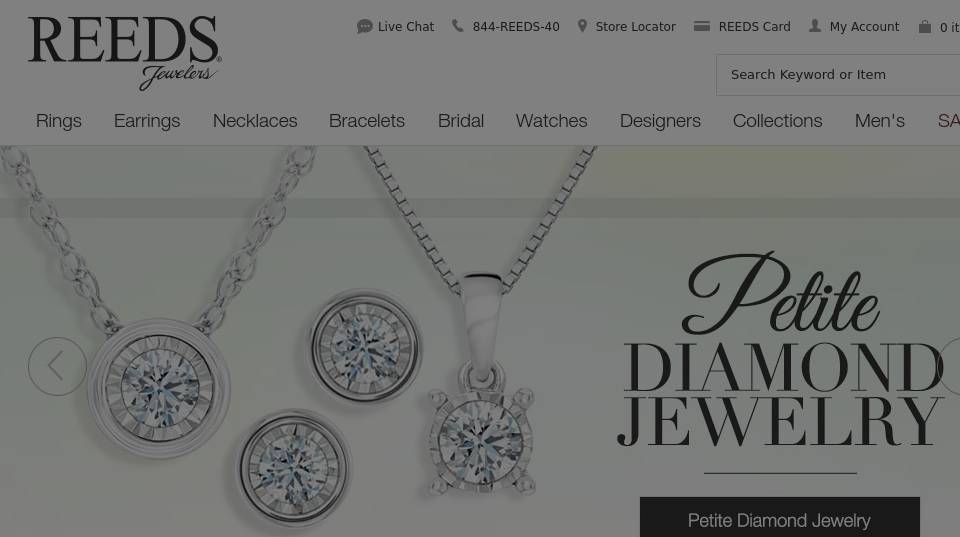 REEDS
Jewelers
Live Chat
844-REEDS-40
Store Locator
REEDS Card
My Account
0 it
Search Keyword or Item
Rings
Earrings
Necklaces
Bracelets
Bridal
Watches
Designers
Collections
Men's
SA
Petite
DIAMOND
JEWELRY
Petite Diamond Jewelry